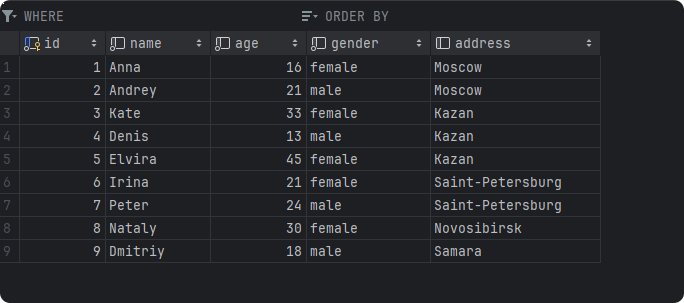 WHERE ORDER BY
id name age gender address
1 1 Anna 16 female Moscow
2 2 Andrey 21 male Moscow
3 3 Kate 33 female Kazan
4 4 Denis 13 male Kazan
5 5 Elvira 45 female Kazan
6 6 Irina 21 female Saint-Petersburg
7 7 Peter 24 male Saint-Petersburg
8 8 Nataly 30 female Novosibirsk
9 9 Dmitriy 18 male Samara